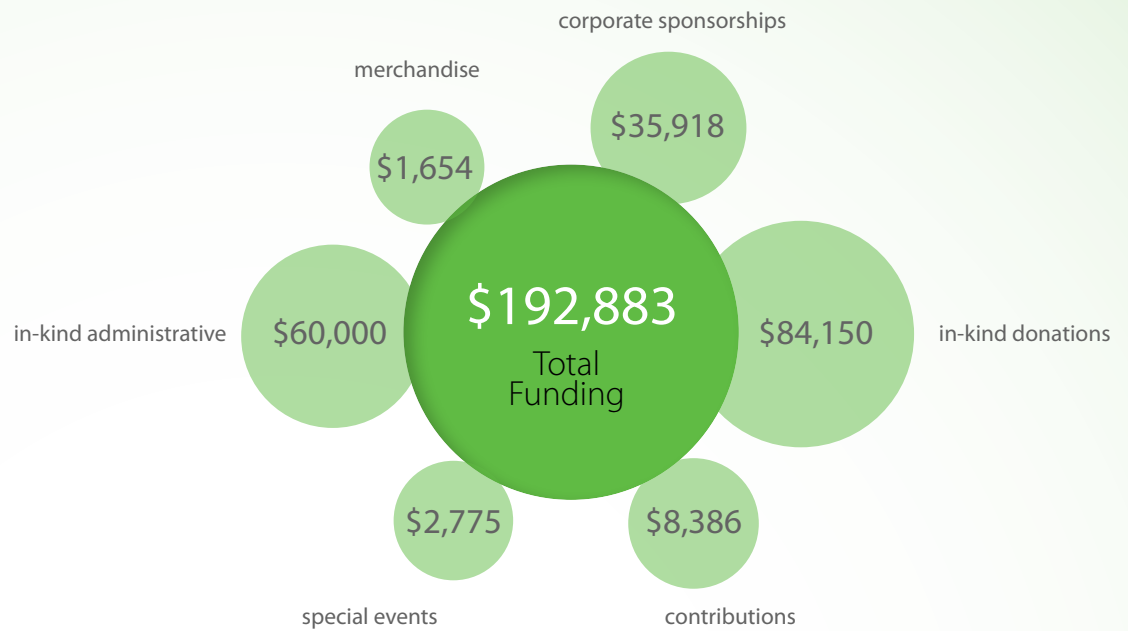 corporate sponsorships
merchandise
$35,918
$1,654
$192,883
Total
Funding
in-kind administrative
$60,000
$84,150
in-kind donations
$2,775
$8,386
special events
contributions